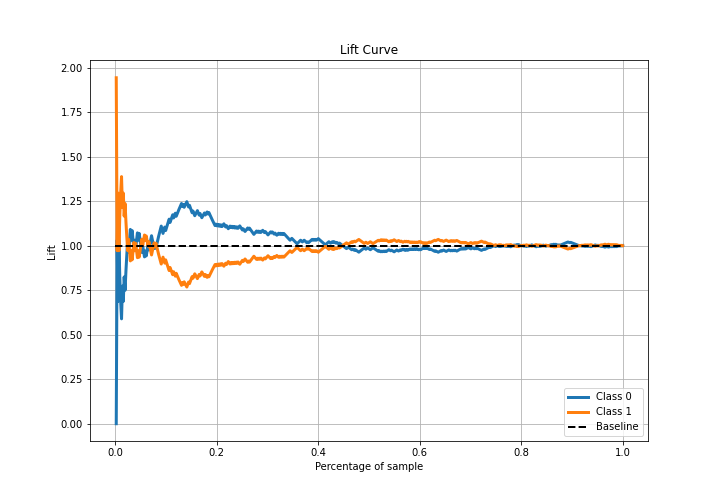 Lift Curve
Lift
2.00
1.75
1.50
1.25
1.00
0.75
0.50
0.25
0.00
0.0 0.2 0.4 0.6 0.8 1.0
Percentage of sample
Class 0
Class 1
Baseline